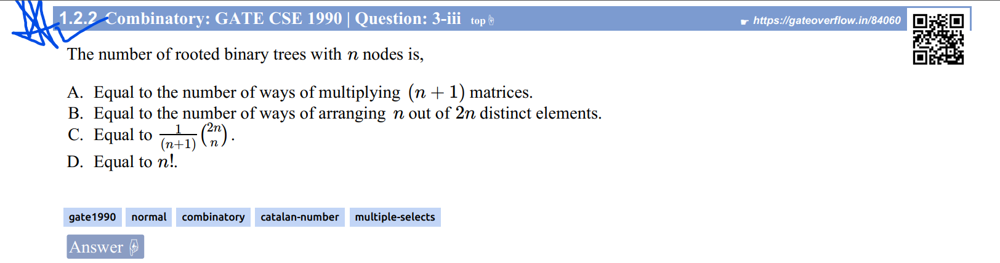 1.2.2 Combinatory: GATE CSE 1990 | Question: 3-iii top☝ ☛ https://gateoverflow.in/84060
The number of rooted binary trees with n nodes is,
A. Equal to the number of ways of multiplying (n + 1) matrices.
B. Equal to the number of ways of arranging n out of 2n distinct elements.
C. Equal to \frac{1}{(n+1)} \binom{2n}{n}.
D. Equal to n!.
gate1990 normal combinatory catalan-number multiple-selects
Answer ☟